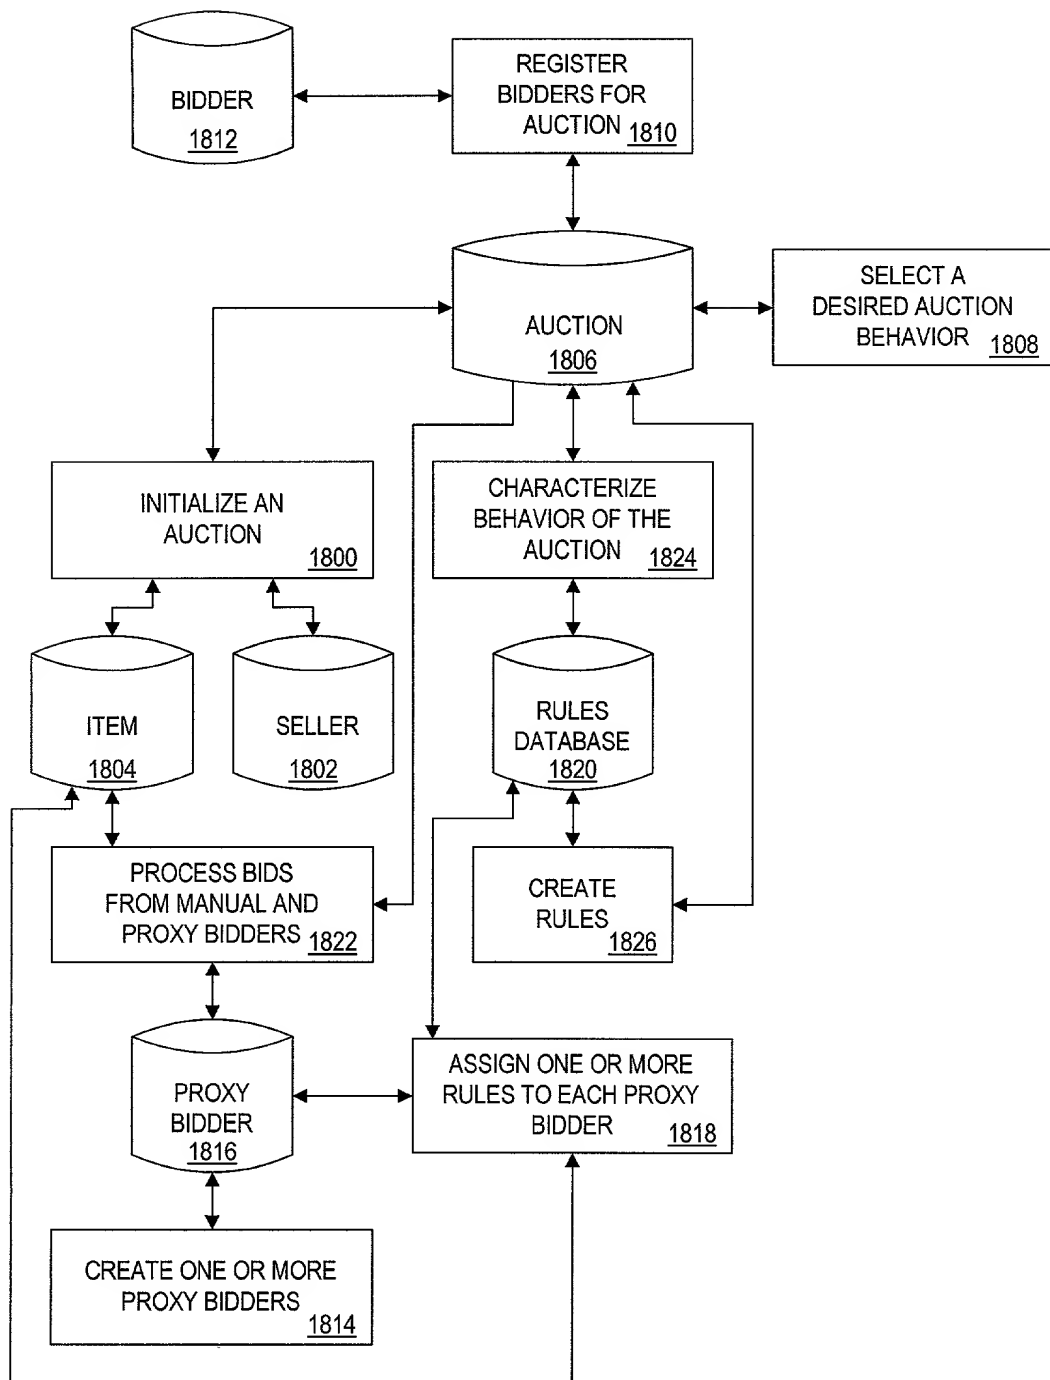 BIDDER
1812
REGISTER
BIDDERS FOR
AUCTION 1810
AUCTION
1806
SELECT A
DESIRED AUCTION
BEHAVIOR 1808
INITIALIZE AN
AUCTION
1800
CHARACTERIZE
BEHAVIOR OF THE
AUCTION 1824
ITEM
1804
SELLER
1802
RULES
DATABASE
1820
PROCESS BIDS
FROM MANUAL AND
PROXY BIDDERS 1822
CREATE
RULES
1826
PROXY
BIDDER
1816
ASSIGN ONE OR MORE
RULES TO EACH PROXY
BIDDER 1818
CREATE ONE OR MORE
PROXY BIDDERS
1814